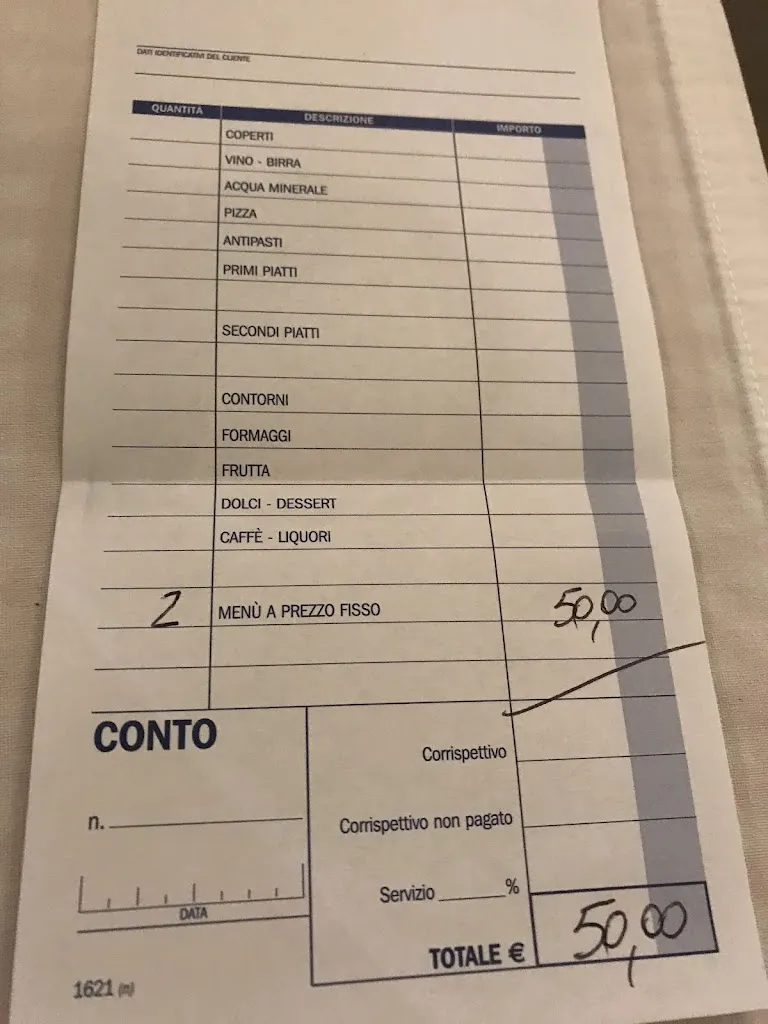 DATI IDENTIFICATIVI DEL CLIENTE
QUANTITÀ DESCRIZIONE IMPORTO
COPERTI
VINO - BIRRA
ACQUA MINERALE
PIZZA
ANTIPASTI
PRIMI PIATTI
SECONDI PIATTI
CONTORNI
FORMAGGI
FRUTTA
DOLCI - DESSERT
CAFFÈ - LIQUORI
2 MENÙ A PREZZO FISSO 50,00
CONTO
Corrispettivo
n.
Corrispettivo non pagato
Servizio %
DATA
TOTALE € 50,00
1621